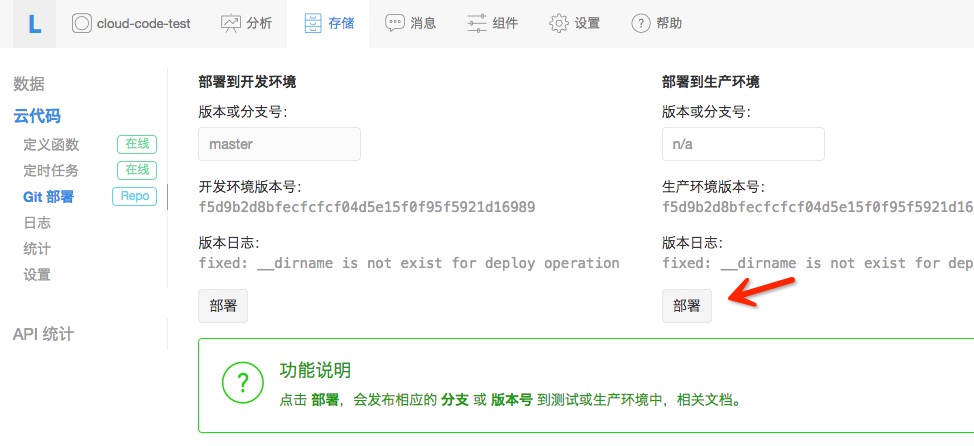 L cloud-code-test 分析 存储 消息 组件 设置 帮助
数据
云代码
定义函数 在线
定时任务 在线
Git 部署 Repo
日志
统计
设置
API 统计
部署到开发环境
版本或分支号：
master
开发环境版本号：
f5d9b2d8bfecfcfcf04d5e15f0f95f5921d16989
版本日志：
fixed: __dirname is not exist for deploy operation
部署
部署到生产环境
版本或分支号：
n/a
生产环境版本号：
f5d9b2d8bfecfcfcf04d5e15f0f95f5921d16
版本日志：
fixed: __dirname is not exist for dep
部署
功能说明
点击 部署，会发布相应的 分支 或 版本号 到测试或生产环境中，相关文档。